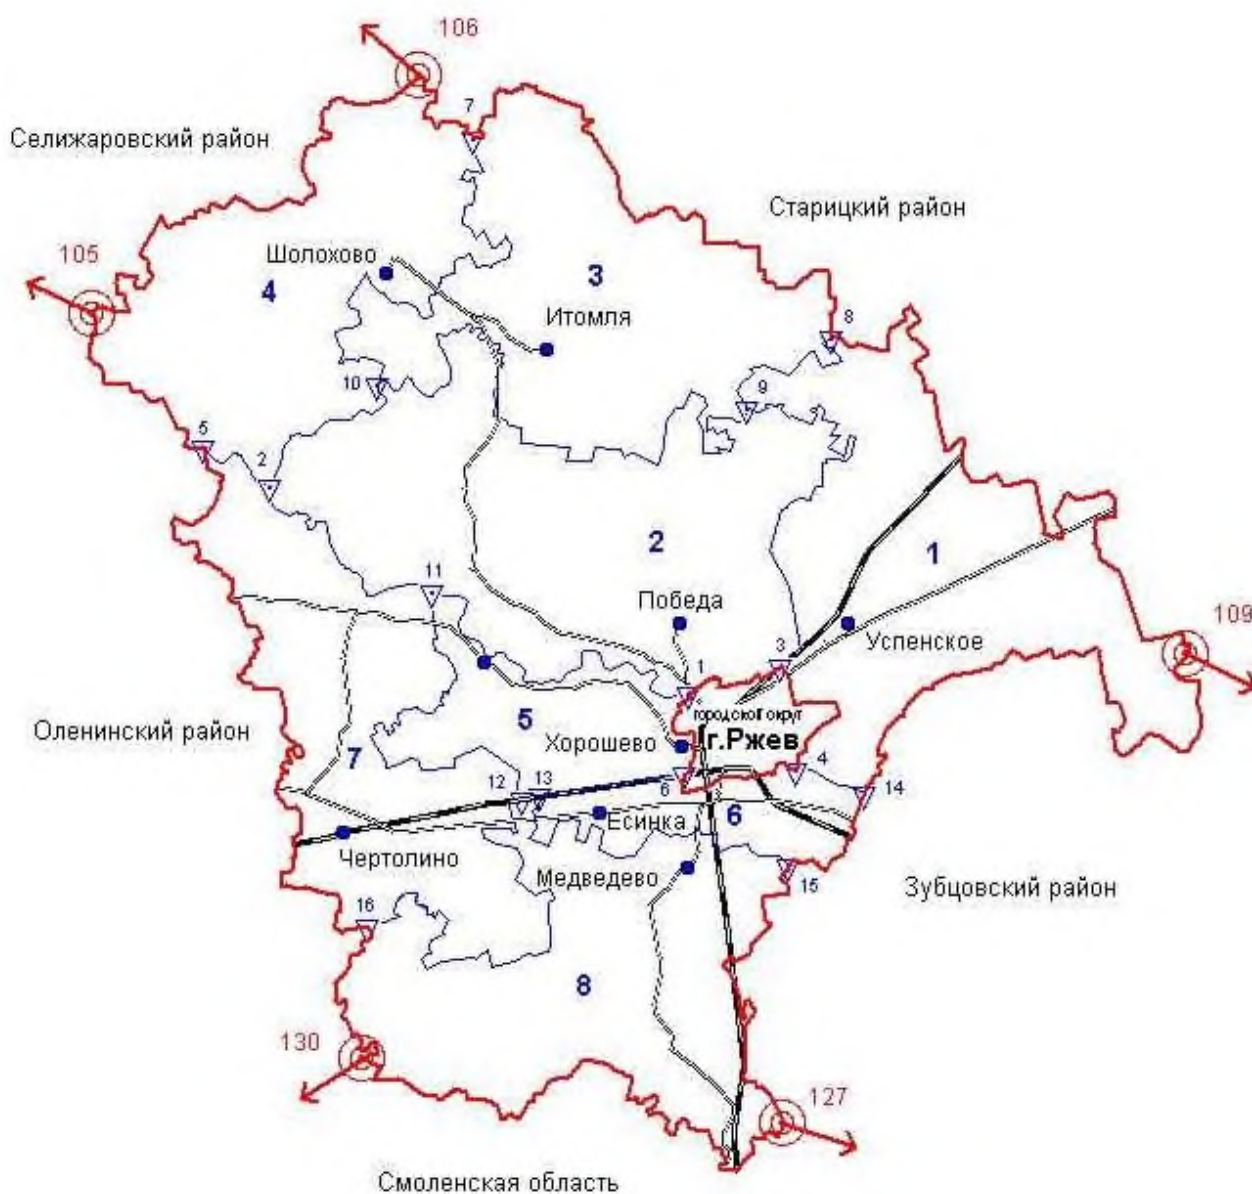 106
7
Селижаровский район
Старицкий район
105
Шолохово
4
3
Итомля
8
10
9
5
2
2
1
11
Победа
109
3
Успенское
1
городской округ
г.Ржев
Оленинский район
5
Хорошево
7
4
6
12
13
14
Есинка
6
Чертолино
Медведево
15
Зубцовский район
16
8
130
127
Смоленская область